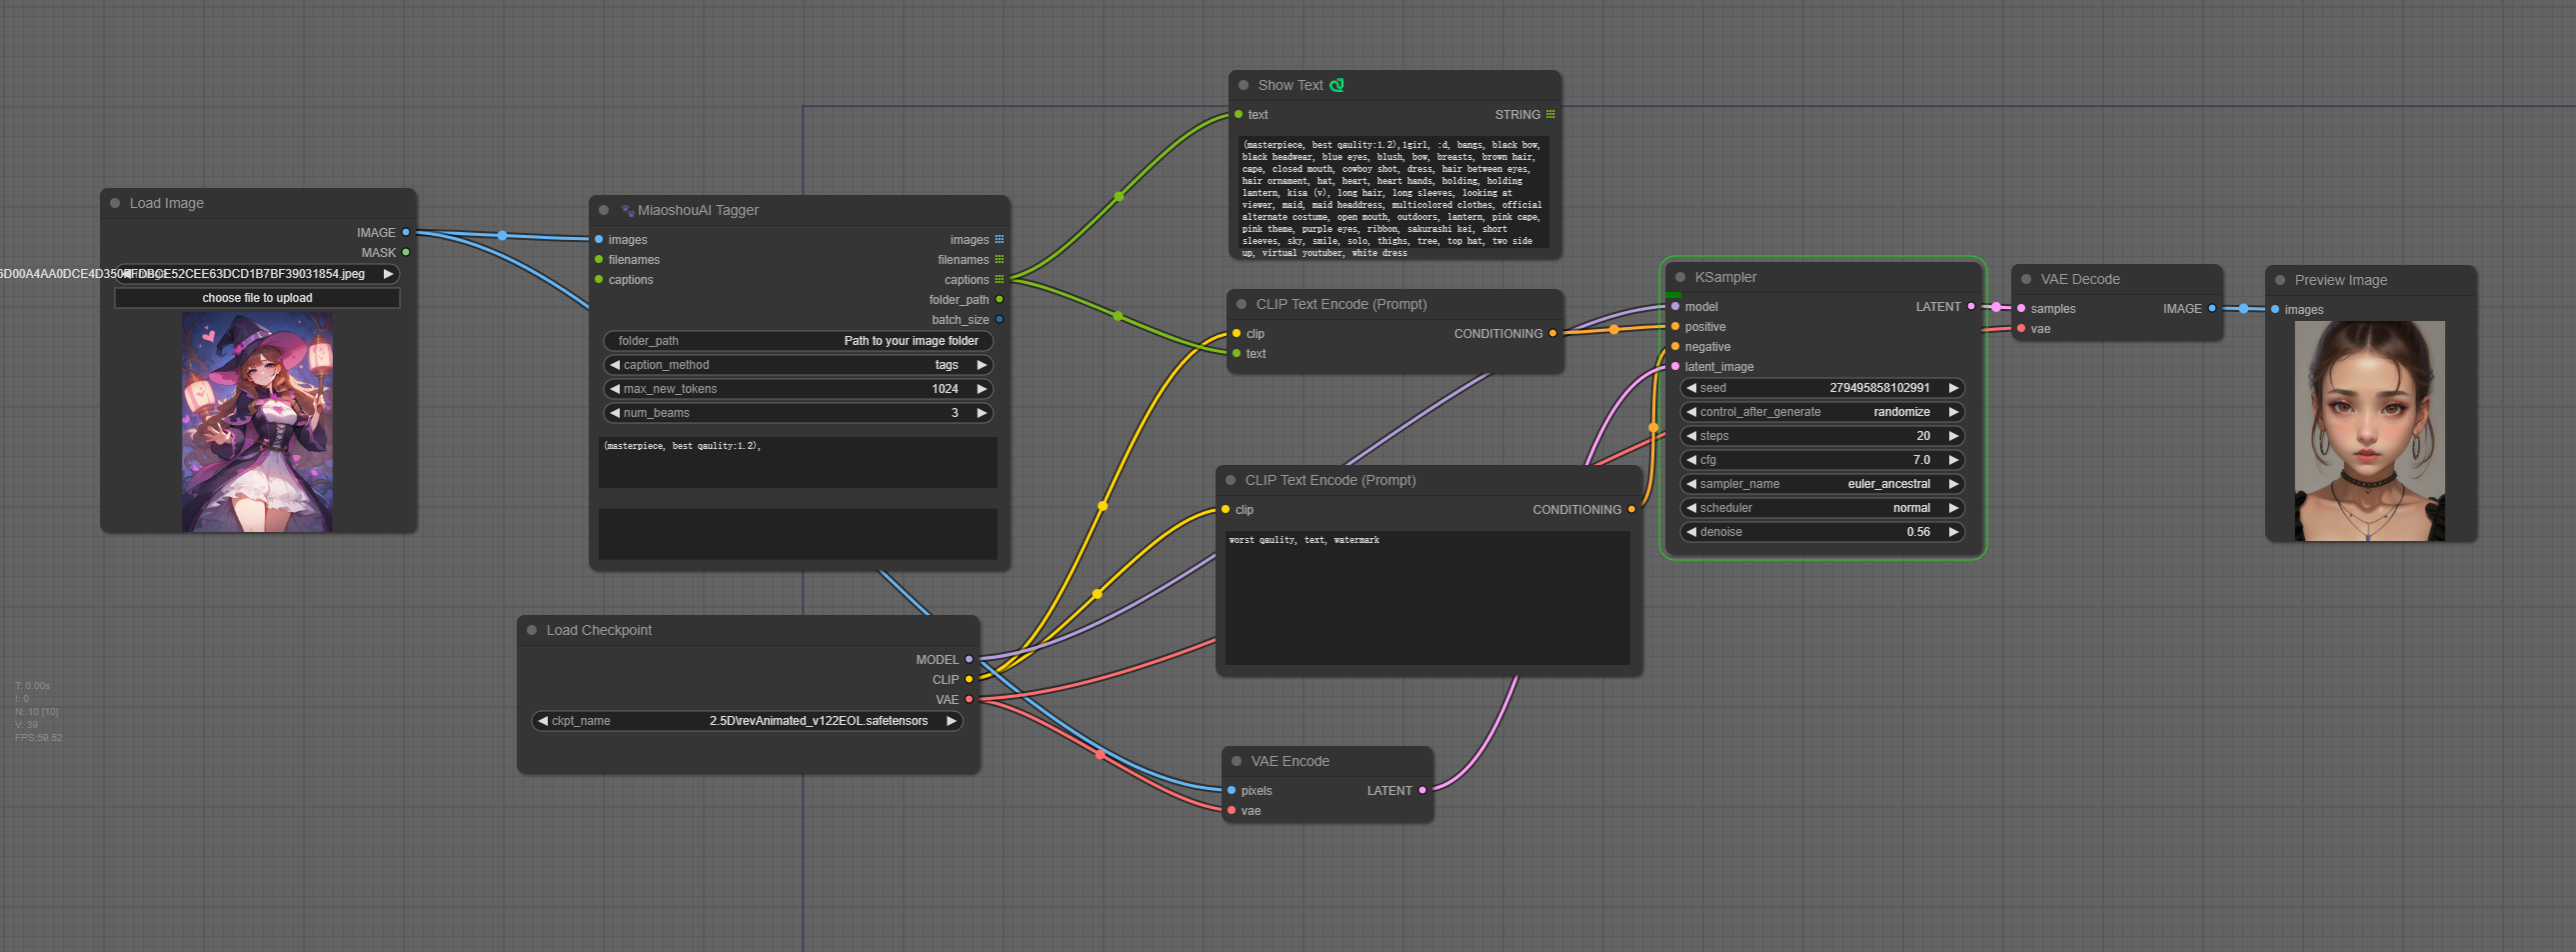 Show Text
text
STRING
(masterpiece, best qaulity:1.2),1girl, :d, bangs, black bow,
black headwear, blue eyes, blush, bow, breasts, brown hair,
cape, closed mouth, cowboy shot, dress, hair between eyes,
hair ornament, hat, heart, heart hands, holding, holding
lantern, kisa (v), long hair, long sleeves, looking at
viewer, maid, maid headdress, multicolored clothes, official
alternate costume, open mouth, outdoors, lantern, pink cape,
pink theme, purple eyes, ribbon, sakurashi kei, short
sleeves, sky, smile, solo, thighs, tree, top hat, two side
up, virtual youtuber, white dress
Load Image
IMAGE
MASK
choose file to upload
MiaoshouAI Tagger
images images
filenames filenames
captions captions
folder_path
batch_size
folder_path Path to your image folder
caption_method tags
max_new_tokens 1024
num_beams 3
(masterpiece, best qaulity:1.2),
CLIP Text Encode (Prompt)
clip CONDITIONING
text
CLIP Text Encode (Prompt)
clip CONDITIONING
worst qaulity, text, watermark
KSampler
model LATENT
positive
negative
latent_image
seed 279495858102991
control_after_generate randomize
steps 20
cfg 7.0
sampler_name euler_ancestral
scheduler normal
denoise 0.56
VAE Decode
samples IMAGE
vae
Preview Image
images
Load Checkpoint
MODEL
CLIP
VAE
ckpt_name 2.5D\revAnimated_v122EOL.safetensors
VAE Encode
pixels LATENT
vae
T: 0.00s
I: 0
N: 10 [10]
V: 39
FPS:59.52